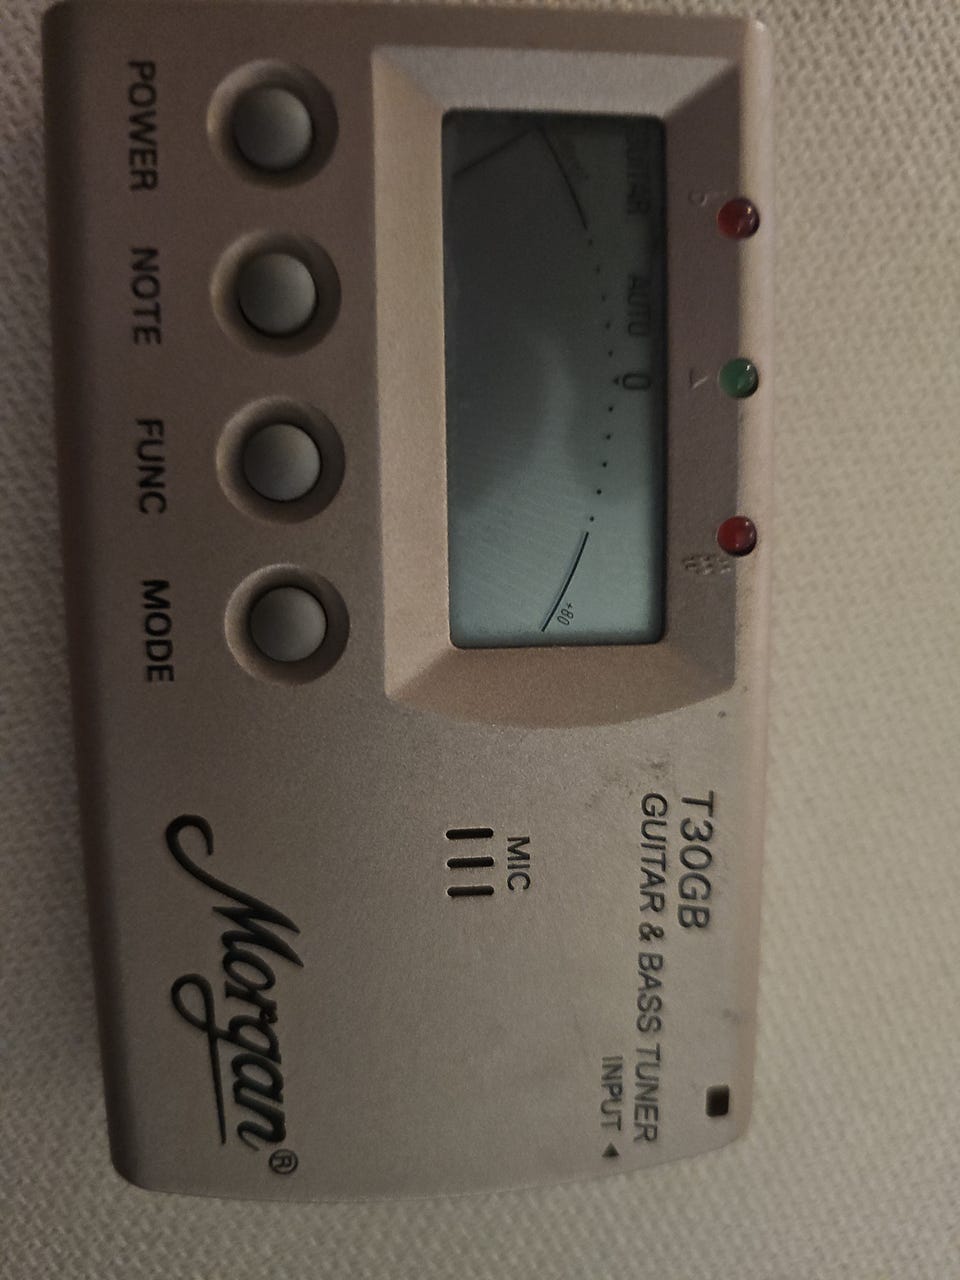 GUITAR AUTO 0
+80
POWER NOTE FUNC MODE
T30GB
GUITAR & BASS TUNER
INPUT
MIC
Morgan®